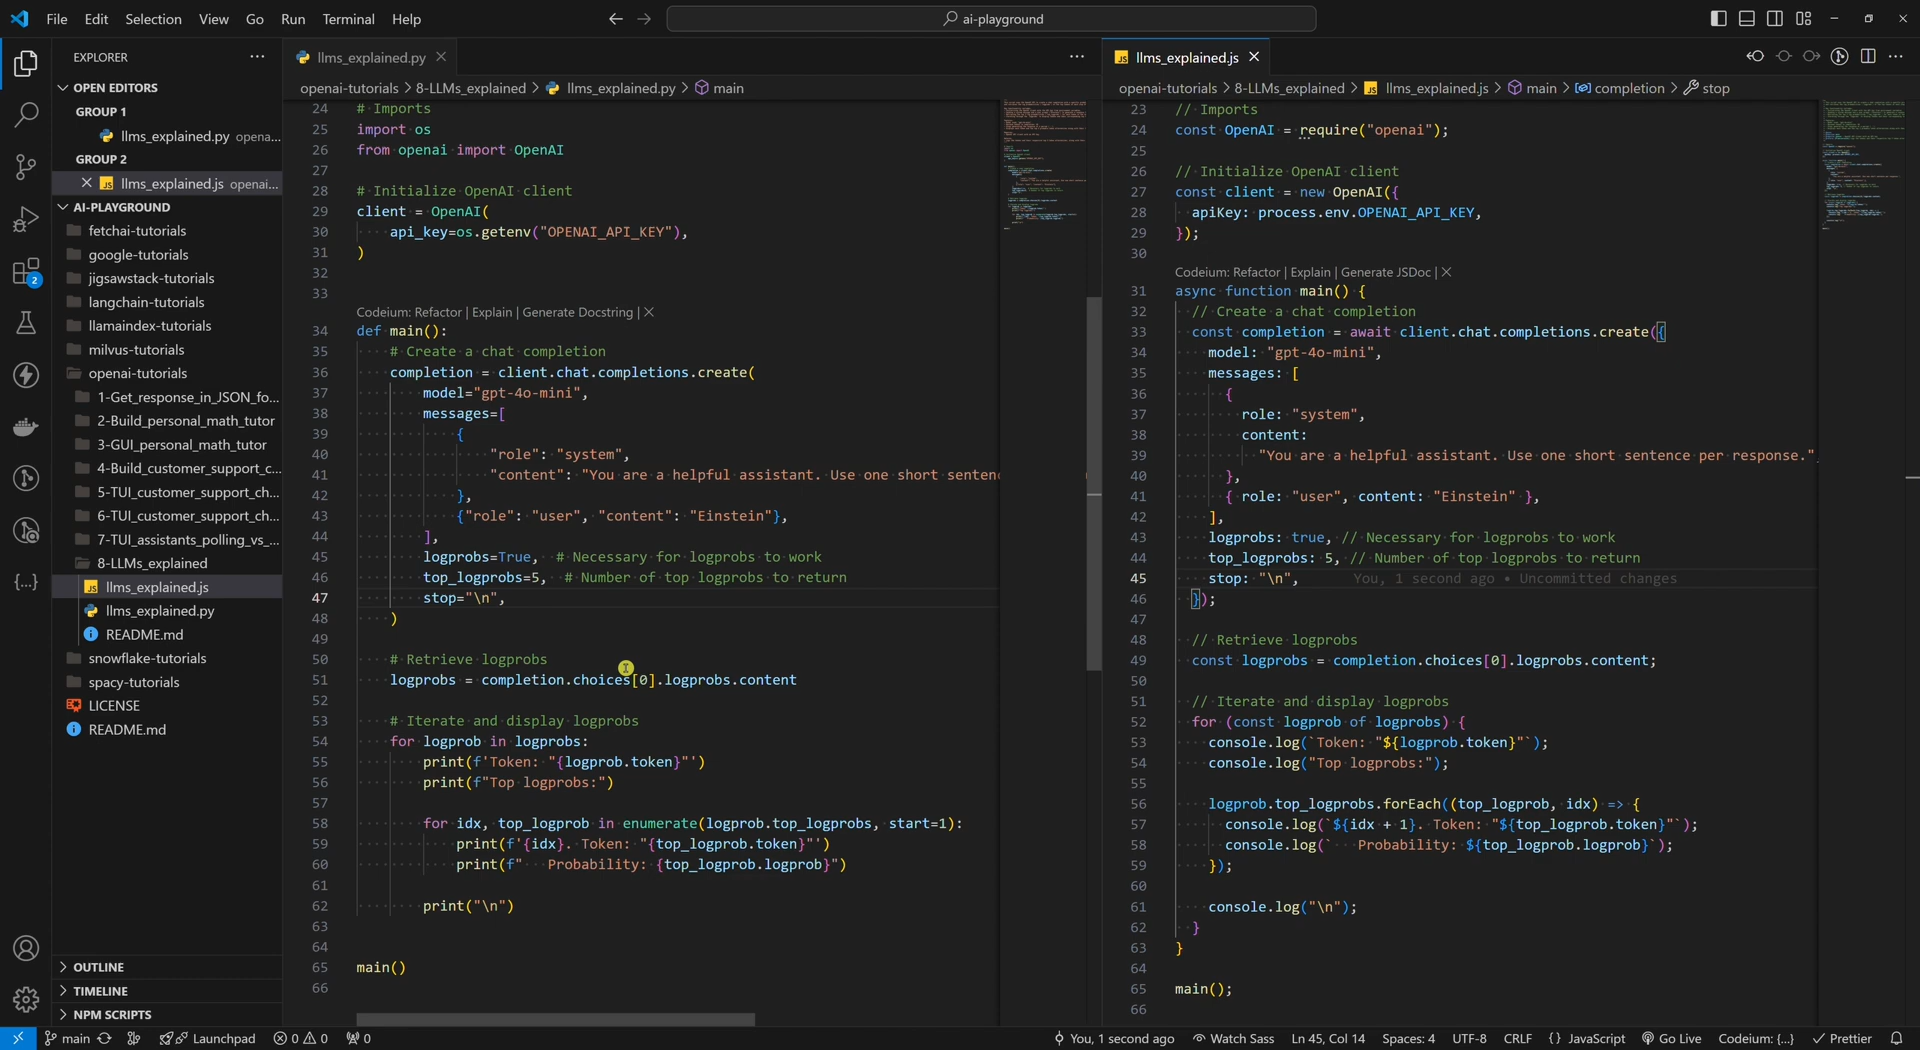 File Edit Selection View Go Run Terminal Help
ai-playground
EXPLORER
OPEN EDITORS
GROUP 1
llms_explained.py opena...
GROUP 2
llms_explained.js openai...
AI-PLAYGROUND
fetchai-tutorials
google-tutorials
jigsawstack-tutorials
langchain-tutorials
llamaindex-tutorials
milvus-tutorials
openai-tutorials
1-Get_response_in_JSON_fo...
2-Build_personal_math_tutor
3-GUI_personal_math_tutor
4-Build_customer_support_c...
5-TUI_customer_support_ch...
6-TUI_customer_support_ch...
7-TUI_assistants_polling_vs_...
8-LLMs_explained
llms_explained.js
llms_explained.py
README.md
snowflake-tutorials
spacy-tutorials
LICENSE
README.md
OUTLINE
TIMELINE
NPM SCRIPTS
2
llms_explained.py
openai-tutorials > 8-LLMs_explained > llms_explained.py > main
24 # Imports
25 import os
26 from openai import OpenAI
27
28 # Initialize OpenAI client
29 client = OpenAI(
30     api_key=os.getenv("OPENAI_API_KEY"),
31 )
32
33
Codeium: Refactor | Explain | Generate Docstring | X
34 def main():
35     # Create a chat completion
36     completion = client.chat.completions.create(
37         model="gpt-4o-mini",
38         messages=[
39             {
40                 "role": "system",
41                 "content": "You are a helpful assistant. Use one short sentenc
42             },
43             {"role": "user", "content": "Einstein"},
44         ],
45         logprobs=True,  # Necessary for logprobs to work
46         top_logprobs=5,  # Number of top logprobs to return
47         stop="\n",
48     )
49
50     # Retrieve logprobs
51     logprobs = completion.choices[0].logprobs.content
52
53     # Iterate and display logprobs
54     for logprob in logprobs:
55         print(f'Token: "{logprob.token}"')
56         print(f"Top logprobs:")
57
58         for idx, top_logprob in enumerate(logprob.top_logprobs, start=1):
59             print(f'{idx}. Token: "{top_logprob.token}"')
60             print(f"   Probability: {top_logprob.logprob}")
61
62         print("\n")
63
64
65 main()
66
llms_explained.js
openai-tutorials > 8-LLMs_explained > llms_explained.js > main > completion > stop
23 // Imports
24 const OpenAI = require("openai");
25
26 // Initialize OpenAI client
27 const client = new OpenAI({
28   apiKey: process.env.OPENAI_API_KEY,
29 });
30
Codeium: Refactor | Explain | Generate JSDoc | X
31 async function main() {
32   // Create a chat completion
33   const completion = await client.chat.completions.create({
34     model: "gpt-4o-mini",
35     messages: [
36       {
37         role: "system",
38         content:
39           "You are a helpful assistant. Use one short sentence per response.",
40       },
41       { role: "user", content: "Einstein" },
42     ],
43     logprobs: true, // Necessary for logprobs to work
44     top_logprobs: 5, // Number of top logprobs to return
45     stop: "\n", You, 1 second ago • Uncommitted changes
46   });
47
48   // Retrieve logprobs
49   const logprobs = completion.choices[0].logprobs.content;
50
51   // Iterate and display logprobs
52   for (const logprob of logprobs) {
53     console.log(`Token: "${logprob.token}"`);
54     console.log("Top logprobs:");
55
56     logprob.top_logprobs.forEach((top_logprob, idx) => {
57       console.log(`${idx + 1}. Token: "${top_logprob.token}"`);
58       console.log(`   Probability: ${top_logprob.logprob}`);
59     });
60
61     console.log("\n");
62   }
63 }
64
65 main();
66
main Launchpad 0 0 0 You, 1 second ago Watch Sass Ln 45, Col 14 Spaces: 4 UTF-8 CRLF {} JavaScript Go Live Codeium: {...} Prettier